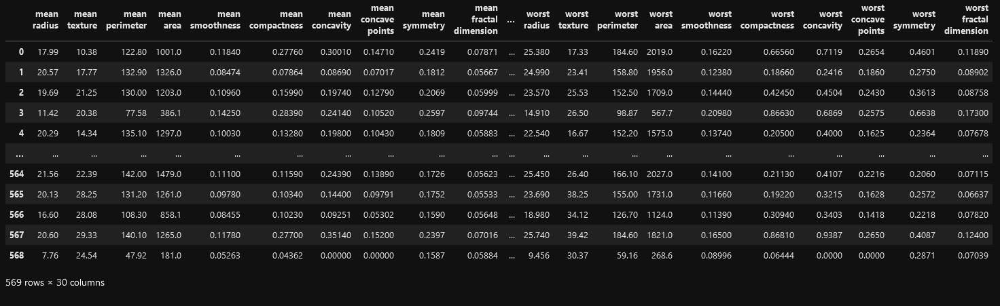 mean radius mean texture mean perimeter mean area mean smoothness mean compactness mean concavity mean concave points mean symmetry mean fractal dimension ... worst radius worst texture worst perimeter worst area worst smoothness worst compactness worst concavity worst concave points worst symmetry worst fractal dimension
0 17.99 10.38 122.80 1001.0 0.11840 0.27760 0.30010 0.14710 0.2419 0.07871 ... 25.380 17.33 184.60 2019.0 0.16220 0.66560 0.7119 0.2654 0.4601 0.11890
1 20.57 17.77 132.90 1326.0 0.08474 0.07864 0.08690 0.07017 0.1812 0.05667 ... 24.990 23.41 158.80 1956.0 0.12380 0.18660 0.2416 0.1860 0.2750 0.08902
2 19.69 21.25 130.00 1203.0 0.10960 0.15990 0.19740 0.12790 0.2069 0.05999 ... 23.570 25.53 152.50 1709.0 0.14440 0.42450 0.4504 0.2430 0.3613 0.08758
3 11.42 20.38 77.58 386.1 0.14250 0.28390 0.24140 0.10520 0.2597 0.09744 ... 14.910 26.50 98.87 567.7 0.20980 0.86630 0.6869 0.2575 0.6638 0.17300
4 20.29 14.34 135.10 1297.0 0.10030 0.13280 0.19800 0.10430 0.1809 0.05883 ... 22.540 16.67 152.20 1575.0 0.13740 0.20500 0.4000 0.1625 0.2364 0.07678
... ... ... ... ... ... ... ... ... ... ... ... ... ... ... ... ... ... ... ... ... ...
564 21.56 22.39 142.00 1479.0 0.11100 0.11590 0.24390 0.13890 0.1726 0.05623 ... 25.450 26.40 166.10 2027.0 0.14100 0.21130 0.4107 0.2216 0.2060 0.07115
565 20.13 28.25 131.20 1261.0 0.09780 0.10340 0.14400 0.09791 0.1752 0.05533 ... 23.690 38.25 155.00 1731.0 0.11660 0.19220 0.3215 0.1628 0.2572 0.06637
566 16.60 28.08 108.30 858.1 0.08455 0.10230 0.09251 0.05302 0.1590 0.05648 ... 18.980 34.12 126.70 1124.0 0.11390 0.30940 0.3403 0.1418 0.2218 0.07820
567 20.60 29.33 140.10 1265.0 0.11780 0.27700 0.35140 0.15200 0.2397 0.07016 ... 25.740 39.42 184.60 1821.0 0.16500 0.86810 0.9387 0.2650 0.4087 0.12400
568 7.76 24.54 47.92 181.0 0.05263 0.04362 0.00000 0.00000 0.1587 0.05884 ... 9.456 30.37 59.16 268.6 0.08996 0.06444 0.0000 0.0000 0.2871 0.07039
569 rows × 30 columns